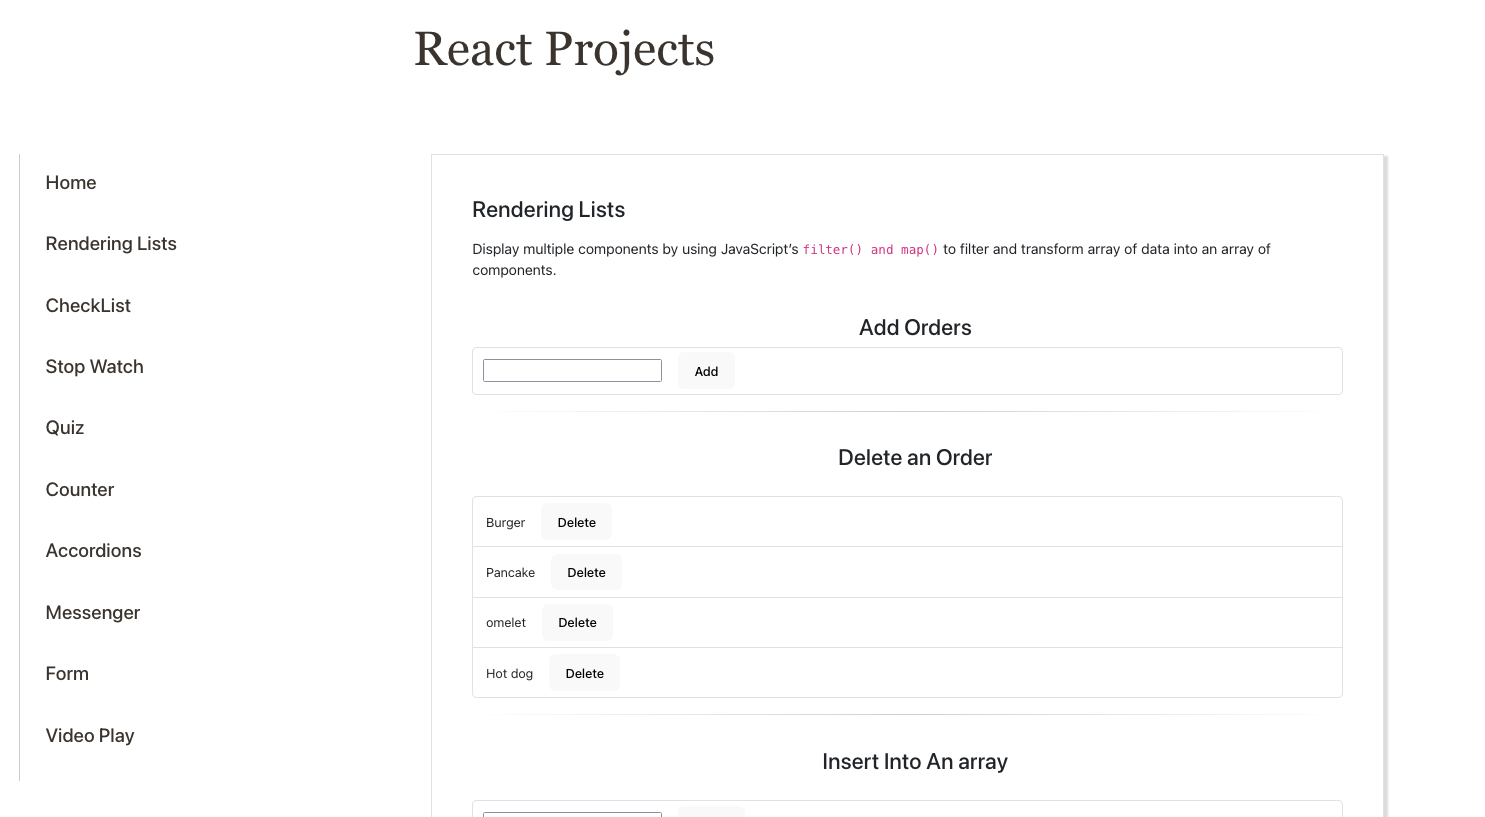 React Projects
Home
Rendering Lists
CheckList
Stop Watch
Quiz
Counter
Accordions
Messenger
Form
Video Play
Rendering Lists
Display multiple components by using JavaScript’s filter() and map() to filter and transform array of data into an array of
components.
Add Orders
Add
Delete an Order
Burger Delete
Pancake Delete
omelet Delete
Hot dog Delete
Insert Into An array